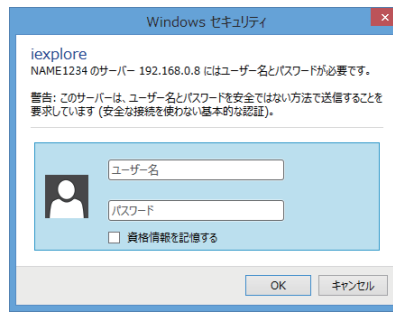 Windows セキュリティ
iexplore
NAME1234 のサーバー 192.168.0.8 にはユーザー名とパスワードが必要です。
警告: このサーバーは、ユーザー名とパスワードを安全ではない方法で送信することを
要求しています (安全な接続を使わない基本的な認証)。
ユーザー名
パスワード
資格情報を記憶する
OK キャンセル